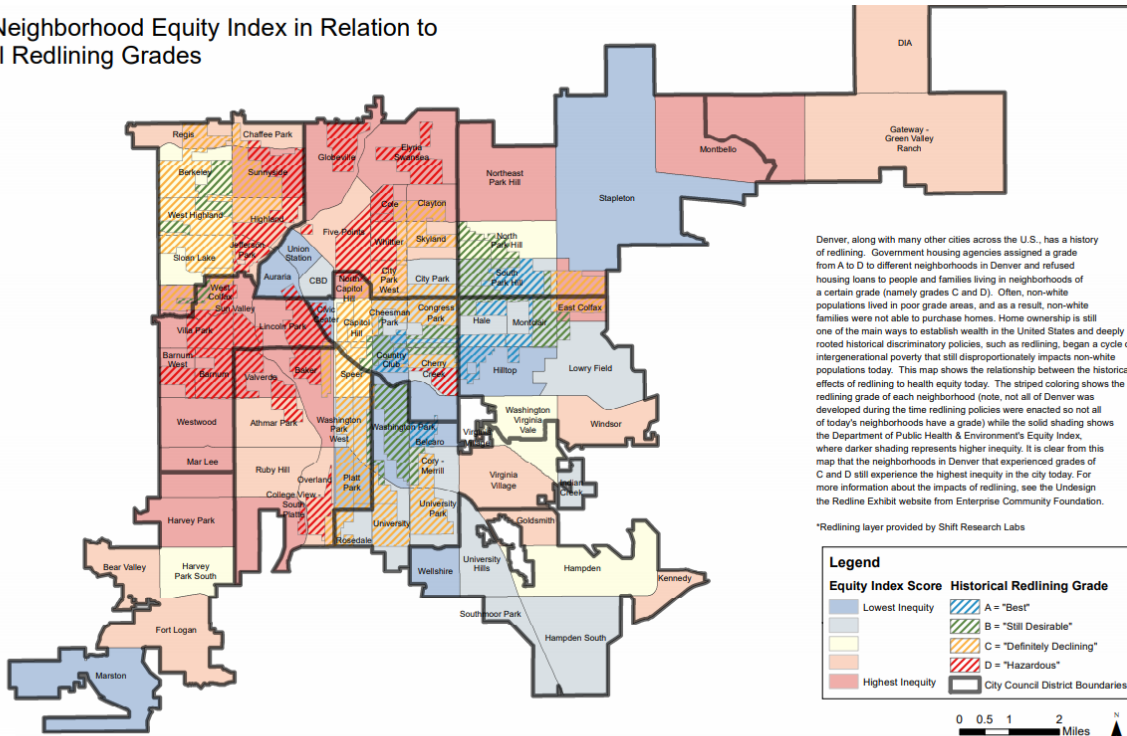 Neighborhood Equity Index in Relation to
l Redlining Grades
DIA
Gateway -
Green Valley
Ranch
Montbello
Stapleton
Regis
Chaffee Park
Globeville
Elyria
Swansea
Northeast
Park Hill
Berkeley
Sunnyside
West Highland
Highland
Cole
Clayton
Five Points
Whittier
Skyland
North
Park Hill
Sloan Lake
Jefferson
Park
Union
Station
Auraria
CBD
North
Capitol
Hill
City
Park
West
City Park
South
Park Hill
West
Colfax
Sun Valley
Civic
Center
Capitol
Hill
Cheesman
Park
Congress
Park
Hale
Montclair
East Colfax
Villa Park
Lincoln Park
Barnum
West
Barnum
Valverde
Baker
Speer
Country
Club
Cherry
Creek
Hilltop
Lowry Field
Westwood
Athmar Park
Washington
Park
West
Washington Park
Belcaro
Virginia
Village
Washington
Virginia
Vale
Windsor
Mar Lee
Ruby Hill
Overland
Platt
Park
Cory -
Merrill
Indian
Creek
College View -
South
Platte
Harvey Park
University
University
Park
Rosedale
Goldsmith
Bear Valley
Harvey
Park South
Wellshire
University
Hills
Hampden
Kennedy
Southmoor Park
Hampden South
Fort Logan
Marston
Denver, along with many other cities across the U.S., has a history
of redlining. Government housing agencies assigned a grade
from A to D to different neighborhoods in Denver and refused
housing loans to people and families living in neighborhoods of
a certain grade (namely grades C and D). Often, non-white
populations lived in poor grade areas, and as a result, non-white
families were not able to purchase homes. Home ownership is still
one of the main ways to establish wealth in the United States and deeply
rooted historical discriminatory policies, such as redlining, began a cycle o
intergenerational poverty that still disproportionately impacts non-white
populations today. This map shows the relationship between the historica
effects of redlining to health equity today. The striped coloring shows the
redlining grade of each neighborhood (note, not all of Denver was
developed during the time redlining policies were enacted so not all
of today's neighborhoods have a grade) while the solid shading shows
the Department of Public Health & Environment's Equity Index,
where darker shading represents higher inequity. It is clear from this
map that the neighborhoods in Denver that experienced grades of
C and D still experience the highest inequity in the city today. For
more information about the impacts of redlining, see the Undesign
the Redline Exhibit website from Enterprise Community Foundation.
*Redlining layer provided by Shift Research Labs
Legend
Equity Index Score Historical Redlining Grade
Lowest Inequity
Highest Inequity
A = "Best"
B = "Still Desirable"
C = "Definitely Declining"
D = "Hazardous"
City Council District Boundaries
0 0.5 1 2
Miles
N